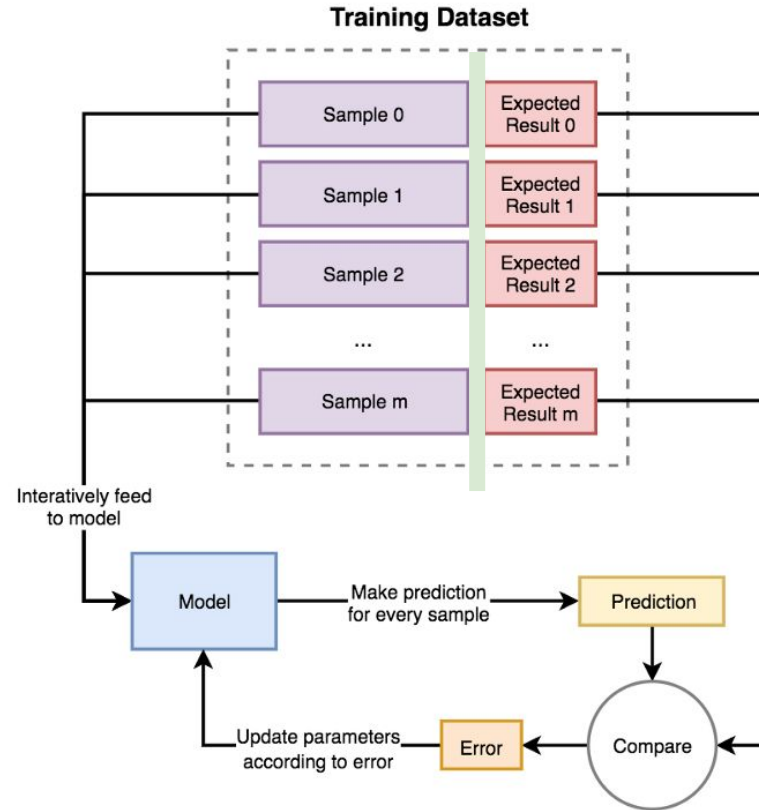 Training Dataset
Sample 0
Expected
Result 0
Sample 1
Expected
Result 1
Sample 2
Expected
Result 2
...
...
Sample m
Expected
Result m
Interatively feed
to model
Model
Make prediction
for every sample
Prediction
Update parameters
according to error
Error
Compare